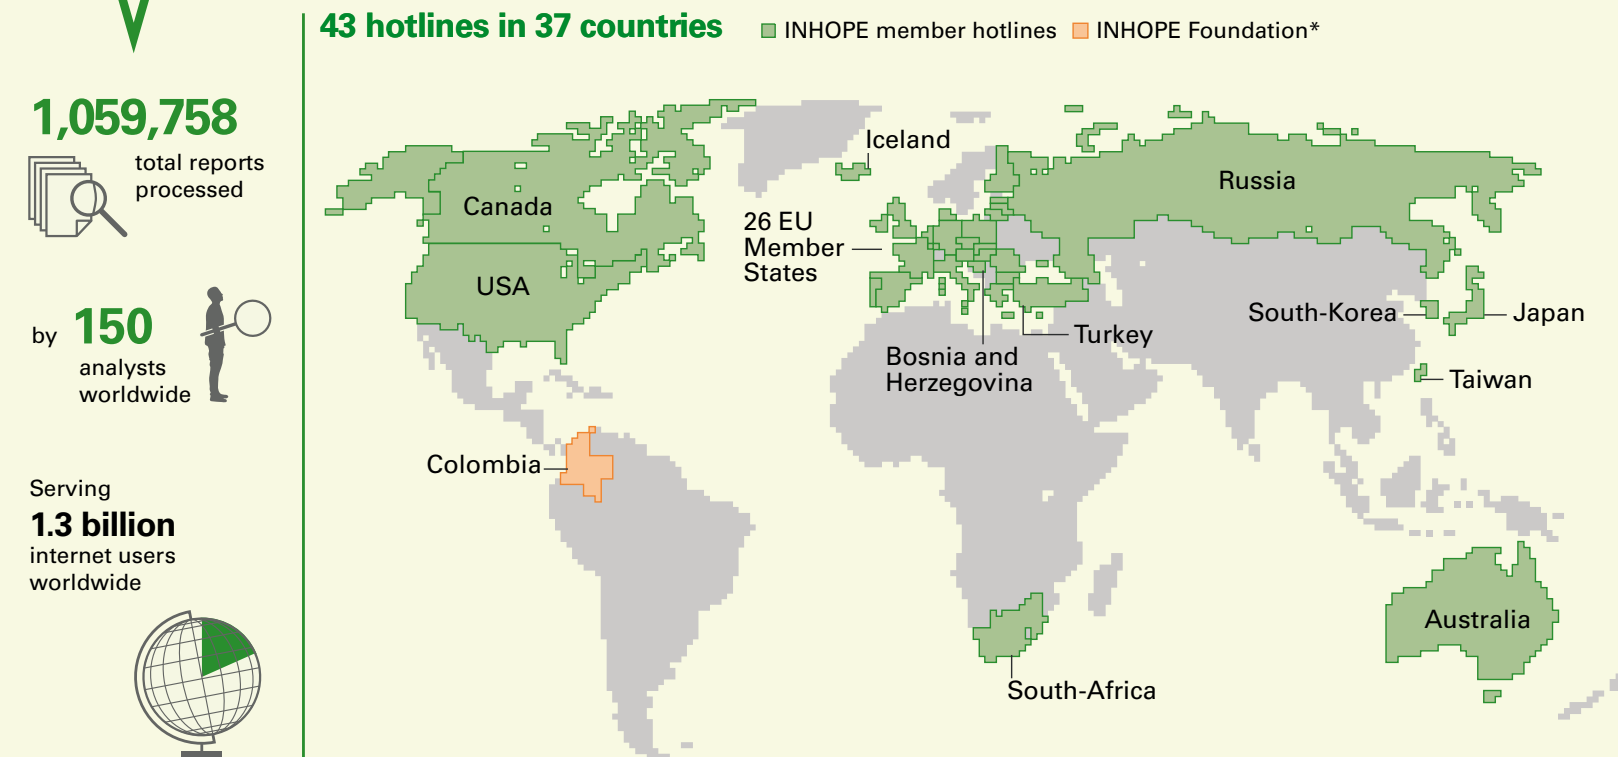 43 hotlines in 37 countries
INHOPE member hotlines
INHOPE Foundation*
1,059,758
total reports
processed
by 150
analysts
worldwide
Serving
1.3 billion
internet users
worldwide
Iceland
Russia
Canada
26 EU
Member
States
USA
South-Korea
Japan
Turkey
Bosnia and
Herzegovina
Taiwan
Colombia
Australia
South-Africa